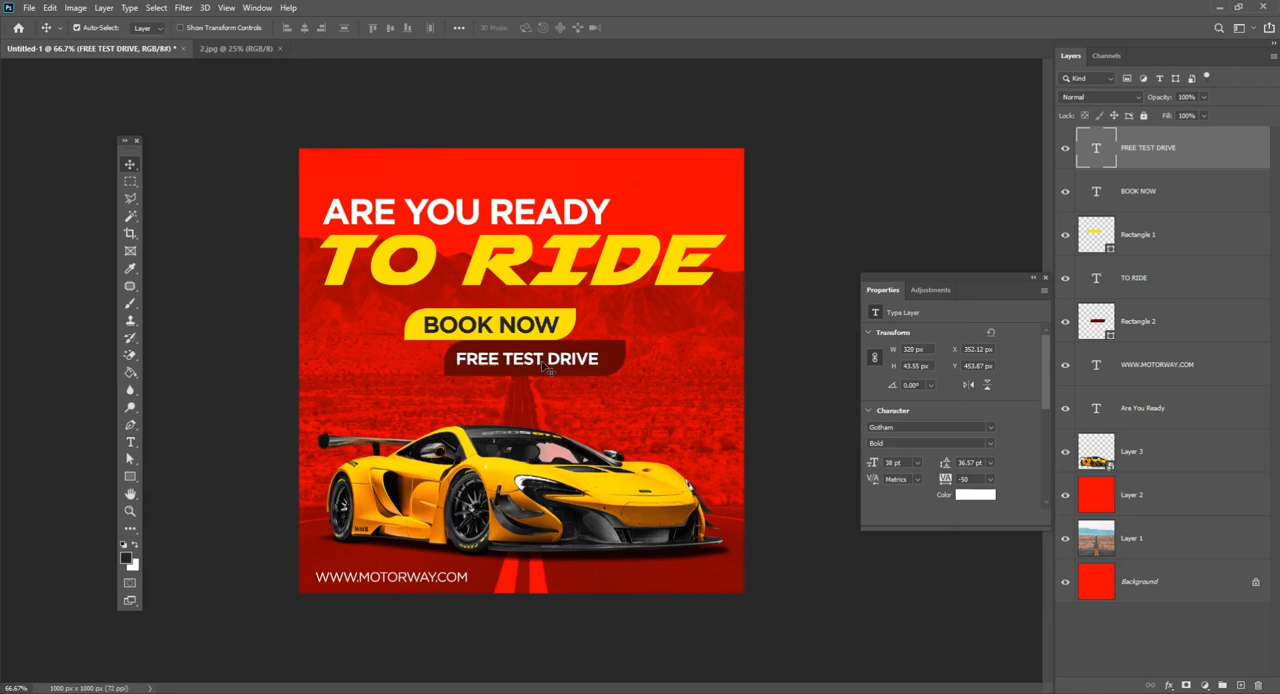 Ps File Edit Image Layer Type Select Filter 3D View Window Help
Auto-Select: Layer Show Transform Controls 3D Mode:
Untitled-1 @ 66.7% (FREE TEST DRIVE, RGB/8#) * × 2.jpg @ 25% (RGB/8) ×
ARE YOU READY
TO RIDE
BOOK NOW
FREE TEST DRIVE
WWW.MOTORWAY.COM
Properties Adjustments
T Type Layer
Transform
W 320 px X 352.12 px
H 43.55 px Y 453.87 px
0.00°
Character
Gotham
Bold
38 pt 36.57 pt
Metrics -50
Color
Layers Channels
Kind
Normal Opacity: 100%
Lock: Fill: 100%
T FREE TEST DRIVE
T BOOK NOW
Rectangle 1
T TO RIDE
Rectangle 2
T WWW.MOTORWAY.COM
T Are You Ready
Layer 3
Layer 2
Layer 1
Background
66.67% 1000 px x 1000 px (72 ppi)